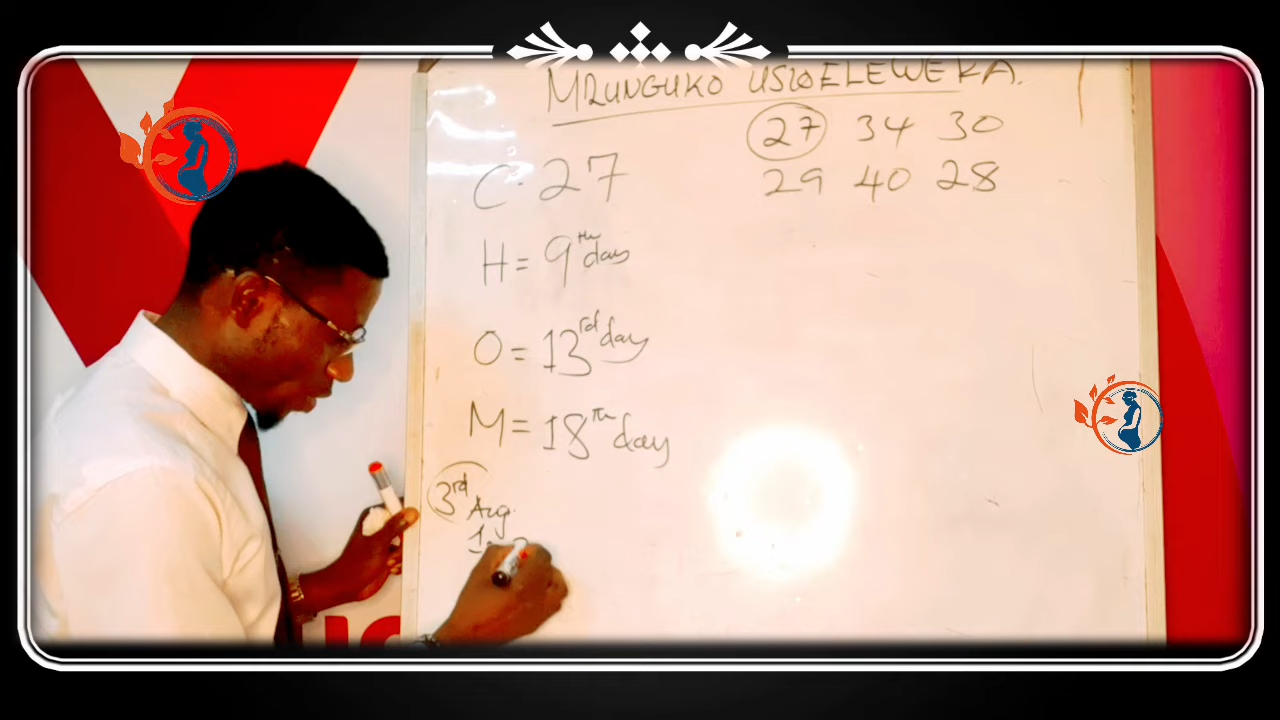 MZUNGUKO USIOELEWEKA.
27 34 30
29 40 28
C. 27
H = 9th day
O = 13rd day
M = 18th day
3rd
Aug.